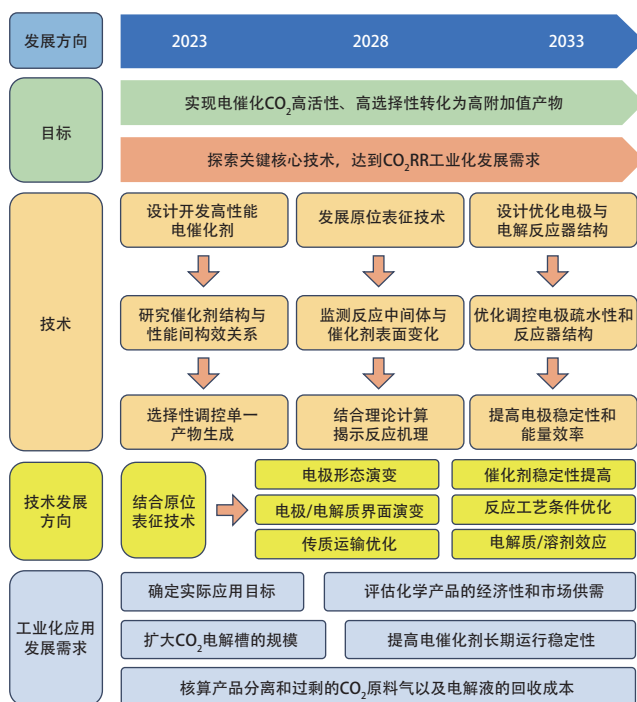 发展方向
2023
2028
2033
目标
实现电催化CO₂高活性、高选择性转化为高附加值产物
探索关键核心技术，达到CO₂RR工业化发展需求
技术
设计开发高性能
电催化剂
发展原位表征技术
设计优化电极与
电解反应器结构
研究催化剂结构与
性能间构效关系
监测反应中间体与
催化剂表面变化
优化调控电极疏水性和
反应器结构
选择性调控单一
产物生成
结合理论计算
揭示反应机理
提高电极稳定性和
能量效率
技术发展
方向
结合原位
表征技术
电极形态演变
催化剂稳定性提高
电极/电解质界面演变
反应工艺条件优化
传质运输优化
电解质/溶剂效应
工业化应用
发展需求
确定实际应用目标
评估化学产品的经济性和市场供需
扩大CO₂电解槽的规模
提高电催化剂长期运行稳定性
核算产品分离和过剩的CO₂原料气以及电解液的回收成本